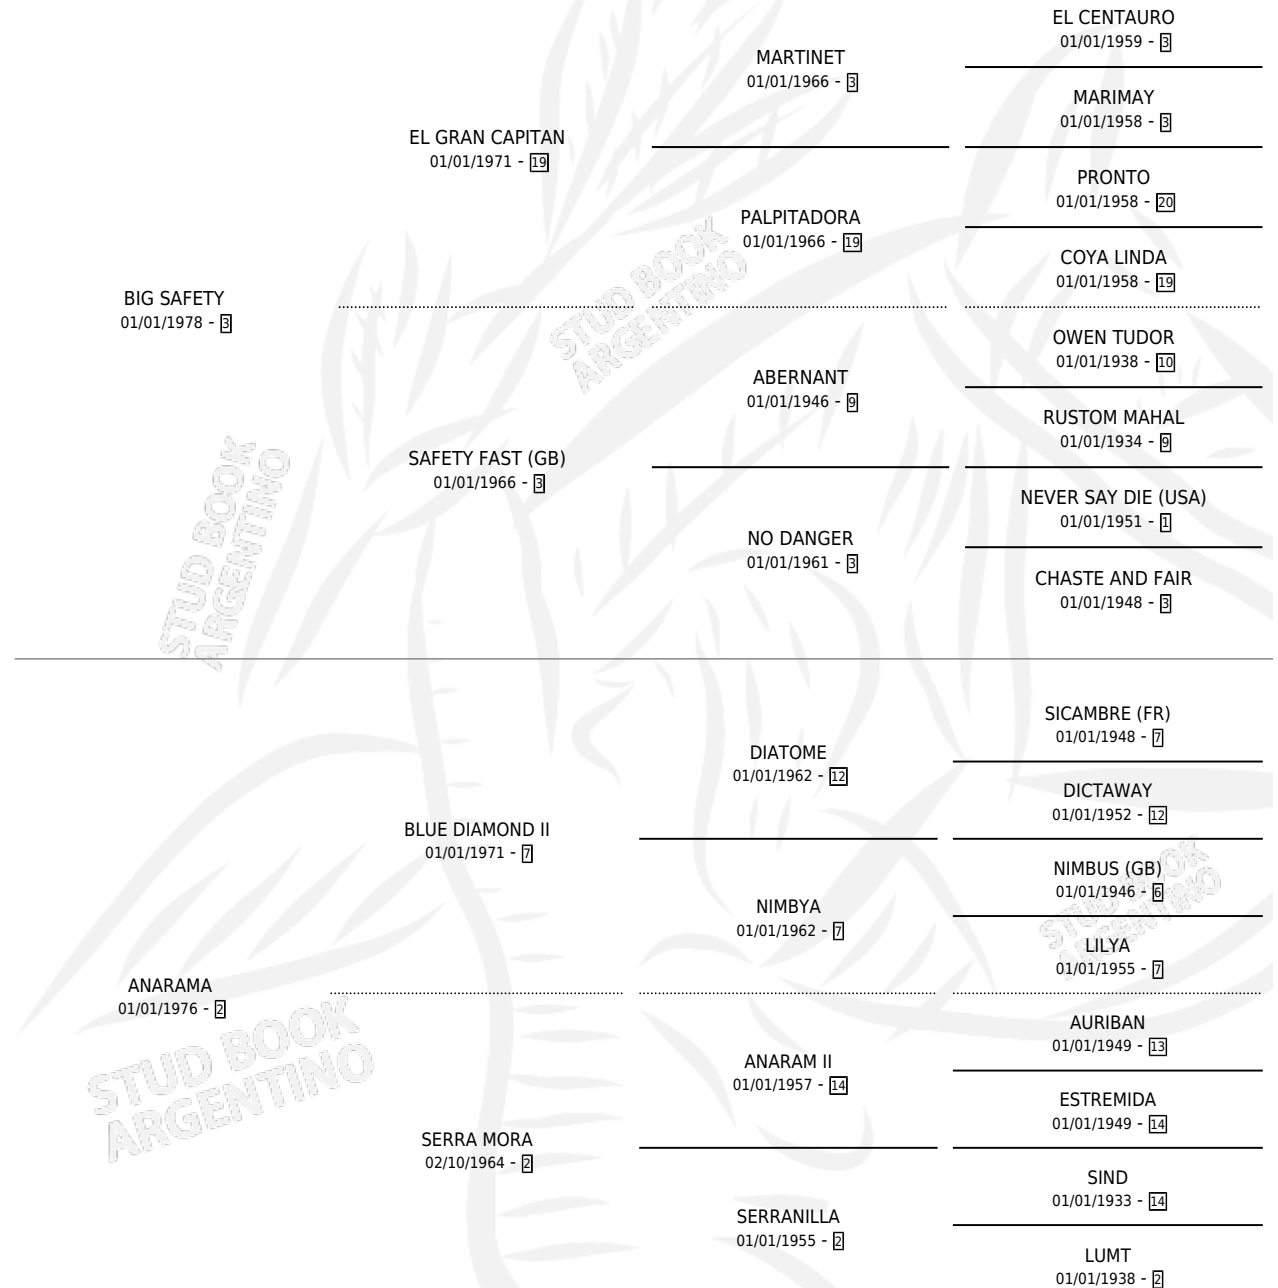 EL CENTAURO
01/01/1959 - 3
MARTINET
01/01/1966 - 3
MARIMAY
01/01/1958 - 3
EL GRAN CAPITAN
01/01/1971 - 19
PRONTO
01/01/1958 - 20
PALPITADORA
01/01/1966 - 19
COYA LINDA
01/01/1958 - 19
BIG SAFETY
01/01/1978 - 3
OWEN TUDOR
01/01/1938 - 10
ABERNANT
01/01/1946 - 9
RUSTOM MAHAL
01/01/1934 - 9
SAFETY FAST (GB)
01/01/1966 - 3
NEVER SAY DIE (USA)
01/01/1951 - 1
NO DANGER
01/01/1961 - 3
CHASTE AND FAIR
01/01/1948 - 3
SICAMBRE (FR)
01/01/1948 - 7
DIATOME
01/01/1962 - 12
DICTAWAY
01/01/1952 - 12
BLUE DIAMOND II
01/01/1971 - 7
NIMBUS (GB)
01/01/1946 - 6
NIMBYA
01/01/1962 - 7
LILYA
01/01/1955 - 7
ANARAMA
01/01/1976 - 2
AURIBAN
01/01/1949 - 13
ANARAM II
01/01/1957 - 14
ESTREMIDA
01/01/1949 - 14
SERRA MORA
02/10/1964 - 2
SIND
01/01/1933 - 14
SERRANILLA
01/01/1955 - 2
LUMT
01/01/1938 - 2
STUD BOOK
ARGENTINO
STUD BOOK
ARGENTINO
STUD BOOK
ARGENTINO
STUD BOOK
ARGENTINO